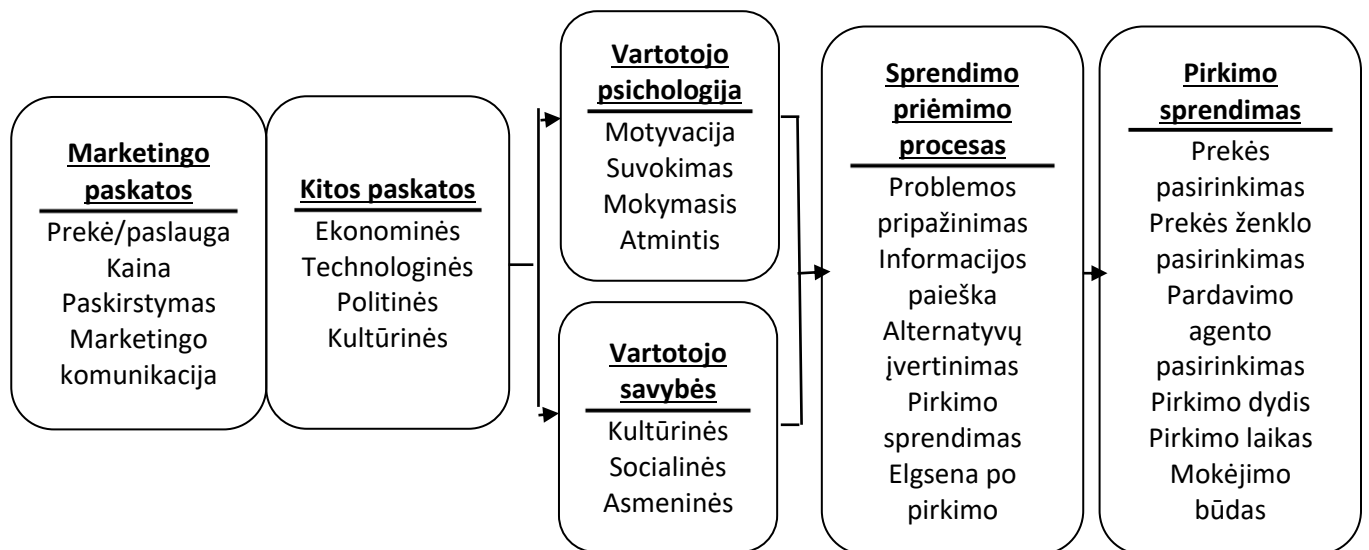 Marketingo
paskatos
Prekė/paslauga
Kaina
Paskirstymas
Marketingo
komunikacija
Kitos paskatos
Ekonominės
Technologinės
Politinės
Kultūrinės
Vartotojo
psichologija
Motyvacija
Suvokimas
Mokymasis
Atmintis
Vartotojo
savybės
Kultūrinės
Socialinės
Asmeninės
Sprendimo
priėmimo
procesas
Problemos
pripažinimas
Informacijos
paieška
Alternatyvų
įvertinimas
Pirkimo
sprendimas
Elgsena po
pirkimo
Pirkimo
sprendimas
Prekės
pasirinkimas
Prekės ženklo
pasirinkimas
Pardavimo
agento
pasirinkimas
Pirkimo dydis
Pirkimo laikas
Mokėjimo
būdas